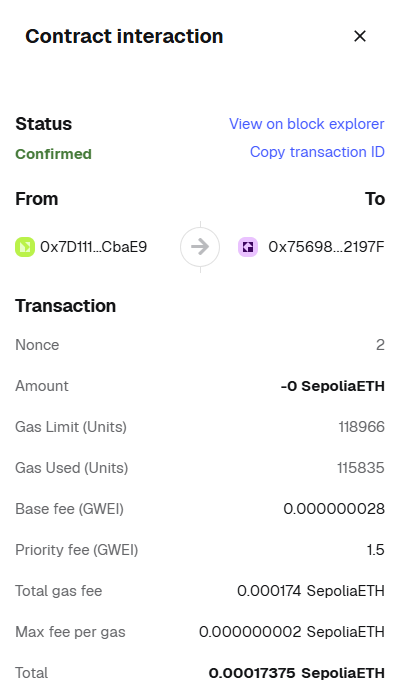 Contract interaction
Status
View on block explorer
Confirmed
Copy transaction ID
From
To
0x7D111...CbaE9
0x75698...2197F
Transaction
Nonce
2
Amount
-0 SepoliaETH
Gas Limit (Units)
118966
Gas Used (Units)
115835
Base fee (GWEI)
0.000000028
Priority fee (GWEI)
1.5
Total gas fee
0.000174 SepoliaETH
Max fee per gas
0.000000002 SepoliaETH
Total
0.00017375 SepoliaETH